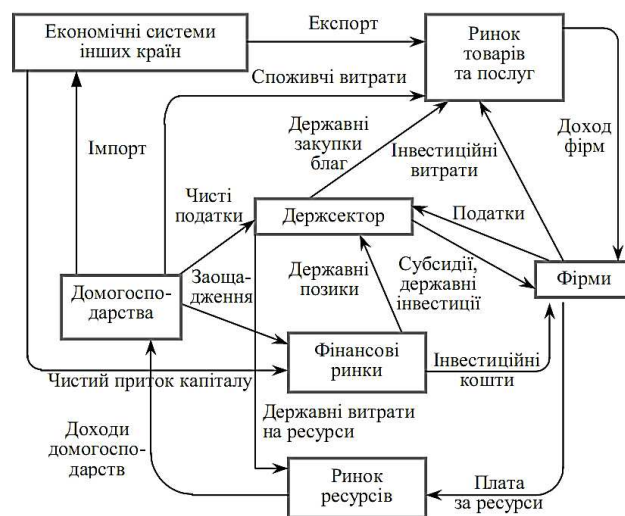 Економічні системи
інших країн
Експорт
Ринок
товарів
та послуг
Споживчі витрати
Державні
закупки
благ
Інвестиційні
витрати
Доход
фірм
Імпорт
Чисті
податки
Держсектор
Податки
Заоща-
дження
Державні
позики
Субсидії,
державні
інвестиції
Фірми
Домогоспо-
дарства
Фінансові
ринки
Інвестиційні
кошти
Чистий приток капіталу
Державні витрати
на ресурси
Доходи
домогоспо-
дарств
Ринок
ресурсів
Плата
за ресурси